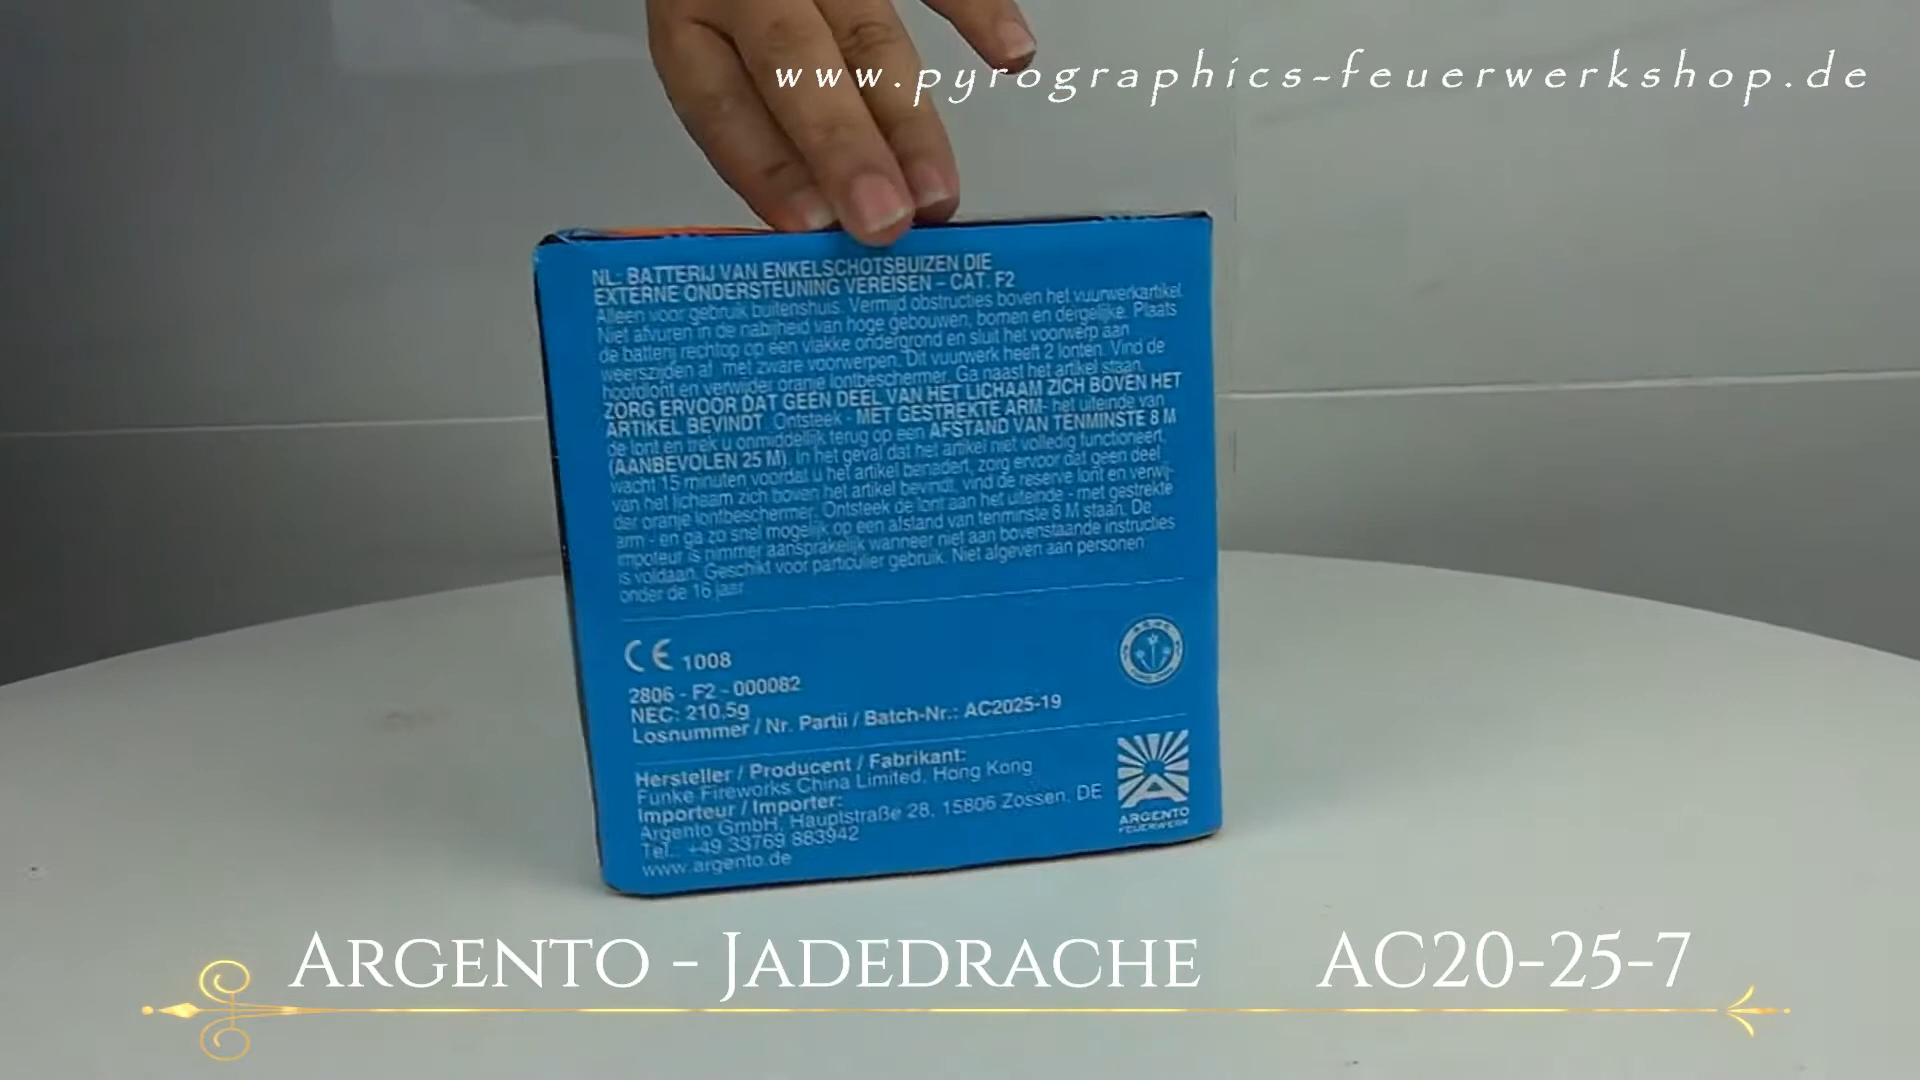 www.pyrographics-feuerwerkshop.de
NL: BATTERIJ VAN ENKELSCHOTSBUIZEN DIE
EXTERNE ONDERSTEUNING VEREISEN – CAT. F2
Alleen voor gebruik buitenshuis. Vermijd obstructies boven het vuurwerkartikel.
Niet afvuren in de nabijheid van hoge gebouwen, bomen en dergelijke. Plaats
de batterij rechtop op een vlakke ondergrond en sluit het voorwerp aan
weerszijden af met zware voorwerpen. Dit vuurwerk heeft 2 lonten. Vind de
hoofdlont en verwijder oranje lontbeschermer. Ga naast het artikel staan.
ZORG ERVOOR DAT GEEN DEEL VAN HET LICHAAM ZICH BOVEN HET
ARTIKEL BEVINDT. Ontsteek - MET GESTREKTE ARM- het uiteinde van
de lont en trek u onmiddellijk terug op een AFSTAND VAN TENMINSTE 8 M
(AANBEVOLEN 25 M). In het geval dat het artikel niet volledig functioneert,
wacht 15 minuten voordat u het artikel benadert, zorg ervoor dat geen deel
van het lichaam zich boven het artikel bevindt, vind de reserve lont en verwij-
der oranje lontbeschermer. Ontsteek de lont aan het uiteinde - met gestrekte
arm - en ga zo snel mogelijk op een afstand van tenminste 8 M staan. De
impoteur is nimmer aansprakelijk wanneer niet aan bovenstaande instructies
is voldaan. Geschikt voor particulier gebruik. Niet afgeven aan personen
onder de 16 jaar.
CE 1008
2806 - F2 - 000082
NEC: 210,5g
Losnummer / Nr. Partii / Batch-Nr.: AC2025-19
Hersteller / Producent / Fabrikant:
Funke Fireworks China Limited, Hong Kong
Importeur / Importer:
Argento GmbH, Hauptstraße 28, 15806 Zossen, DE
Tel.: +49 33769 883942
www.argento.de
ARGENTO
FEUERWERK
ARGENTO - JADEDRACHE AC20-25-7